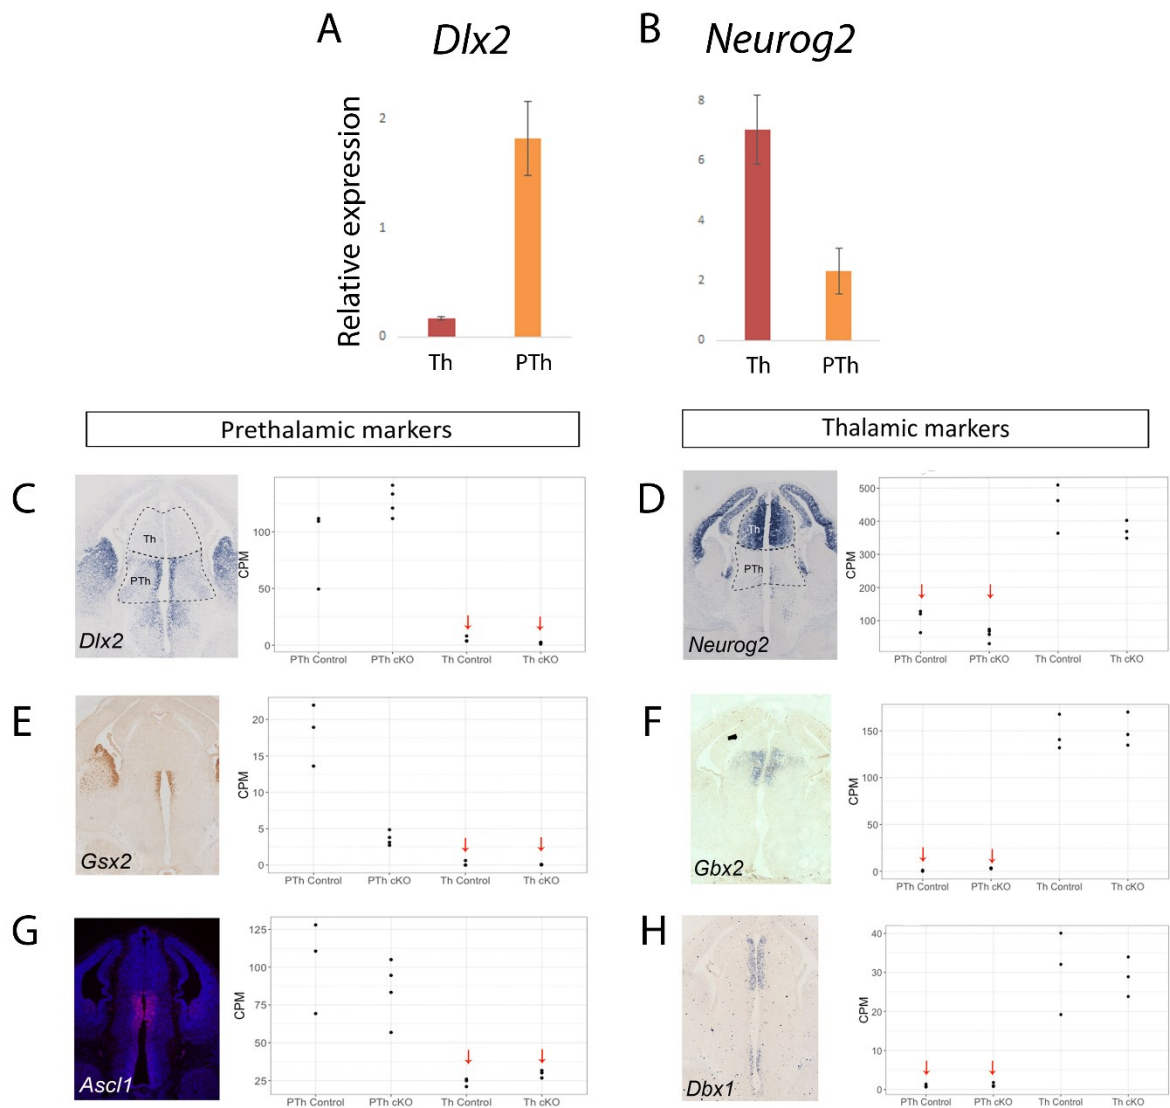 A Dlx2
B Neurog2
Relative expression
2
1
0
Th PTh
8
6
4
2
0
Th PTh
Prethalamic markers
Thalamic markers
C
Th
PTh
Dlx2
CPM
100
50
0
PTh Control PTh cKO Th Control Th cKO
D
Th
PTh
Neurog2
CPM
500
400
300
200
100
PTh Control PTh cKO Th Control Th cKO
E
Gsx2
CPM
20
15
10
5
0
PTh Control PTh cKO Th Control Th cKO
F
Gbx2
CPM
150
100
50
0
PTh Control PTh cKO Th Control Th cKO
G
Ascl1
CPM
125
100
75
50
25
PTh Control PTh cKO Th Control Th cKO
H
Dbx1
CPM
40
30
20
10
0
PTh Control PTh cKO Th Control Th cKO